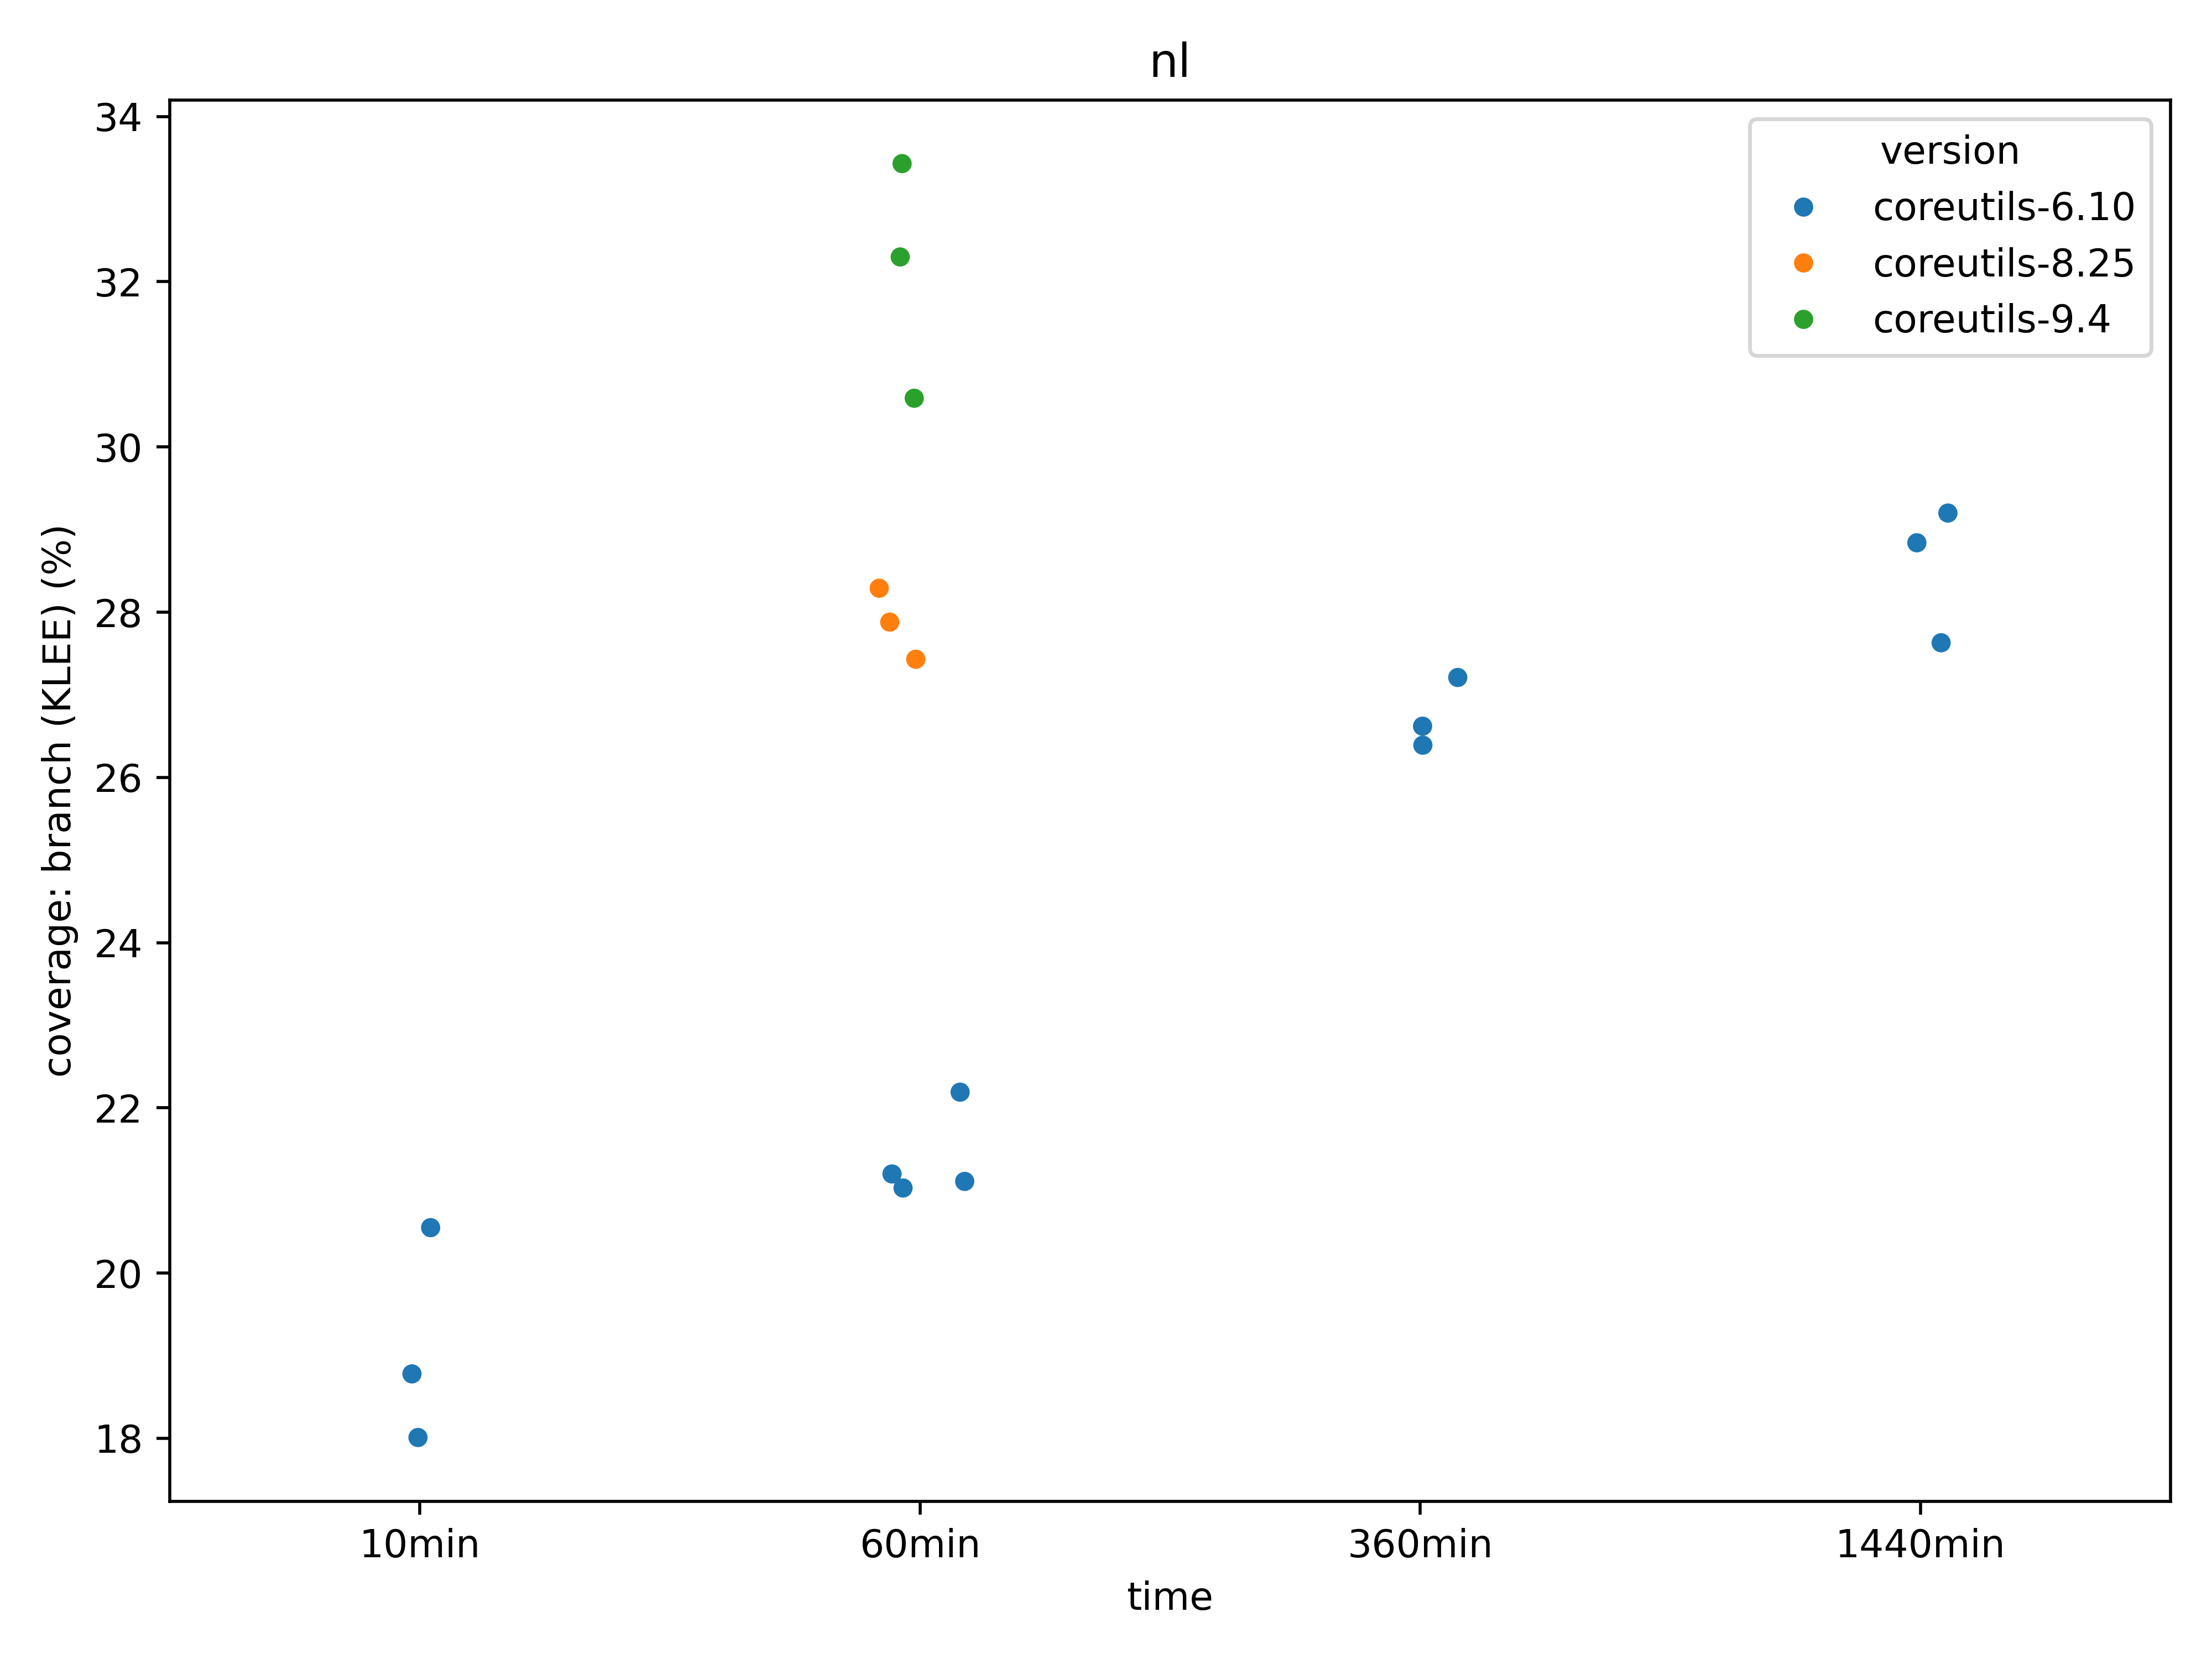 nl
34
32
30
28
26
24
22
20
18
coverage: branch (KLEE) (%)
version
coreutils-6.10
coreutils-8.25
coreutils-9.4
10min
60min
360min
1440min
time